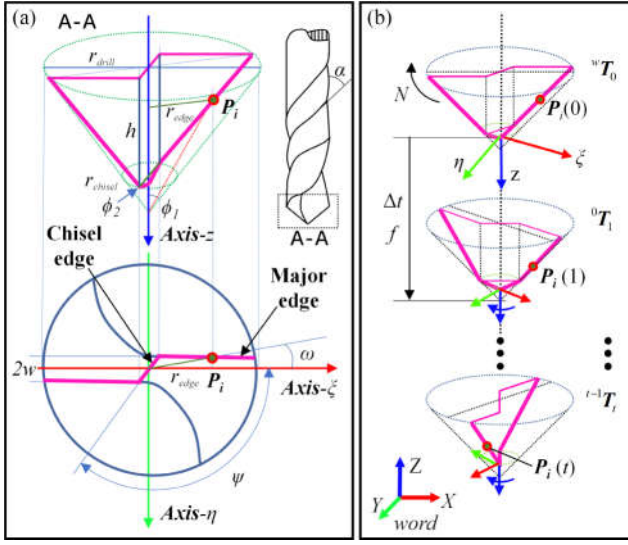 (a)
A-A
r_drill
P_i
h
r_edge
α
r_chisel
ϕ_2
ϕ_1
A-A
Axis-z
Chisel
edge
Major
edge
ω
2w
r_edge
P_i
Axis-ξ
ψ
Axis-η
(b)
^wT_0
N
P_i(0)
η
ξ
z
Δt
f
^0T_1
P_i(1)
^{t-1}T_t
P_i(t)
Z
Y
X
word